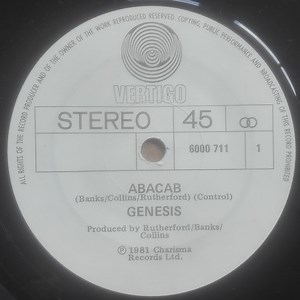 ALL RIGHTS OF THE RECORD PRODUCER AND OF THE OWNER OF THE WORK REPRODUCED RESERVED. COPYING, PUBLIC PERFORMANCE AND BROADCASTING OF THIS RECORD PROHIBITED.
VERTIGO
STEREO 45
6000 711 1
ABACAB
(Banks/Collins/Rutherford) (Control)
GENESIS
Produced by Rutherford/Banks/
Collins
℗ 1981 Charisma
Records Ltd.